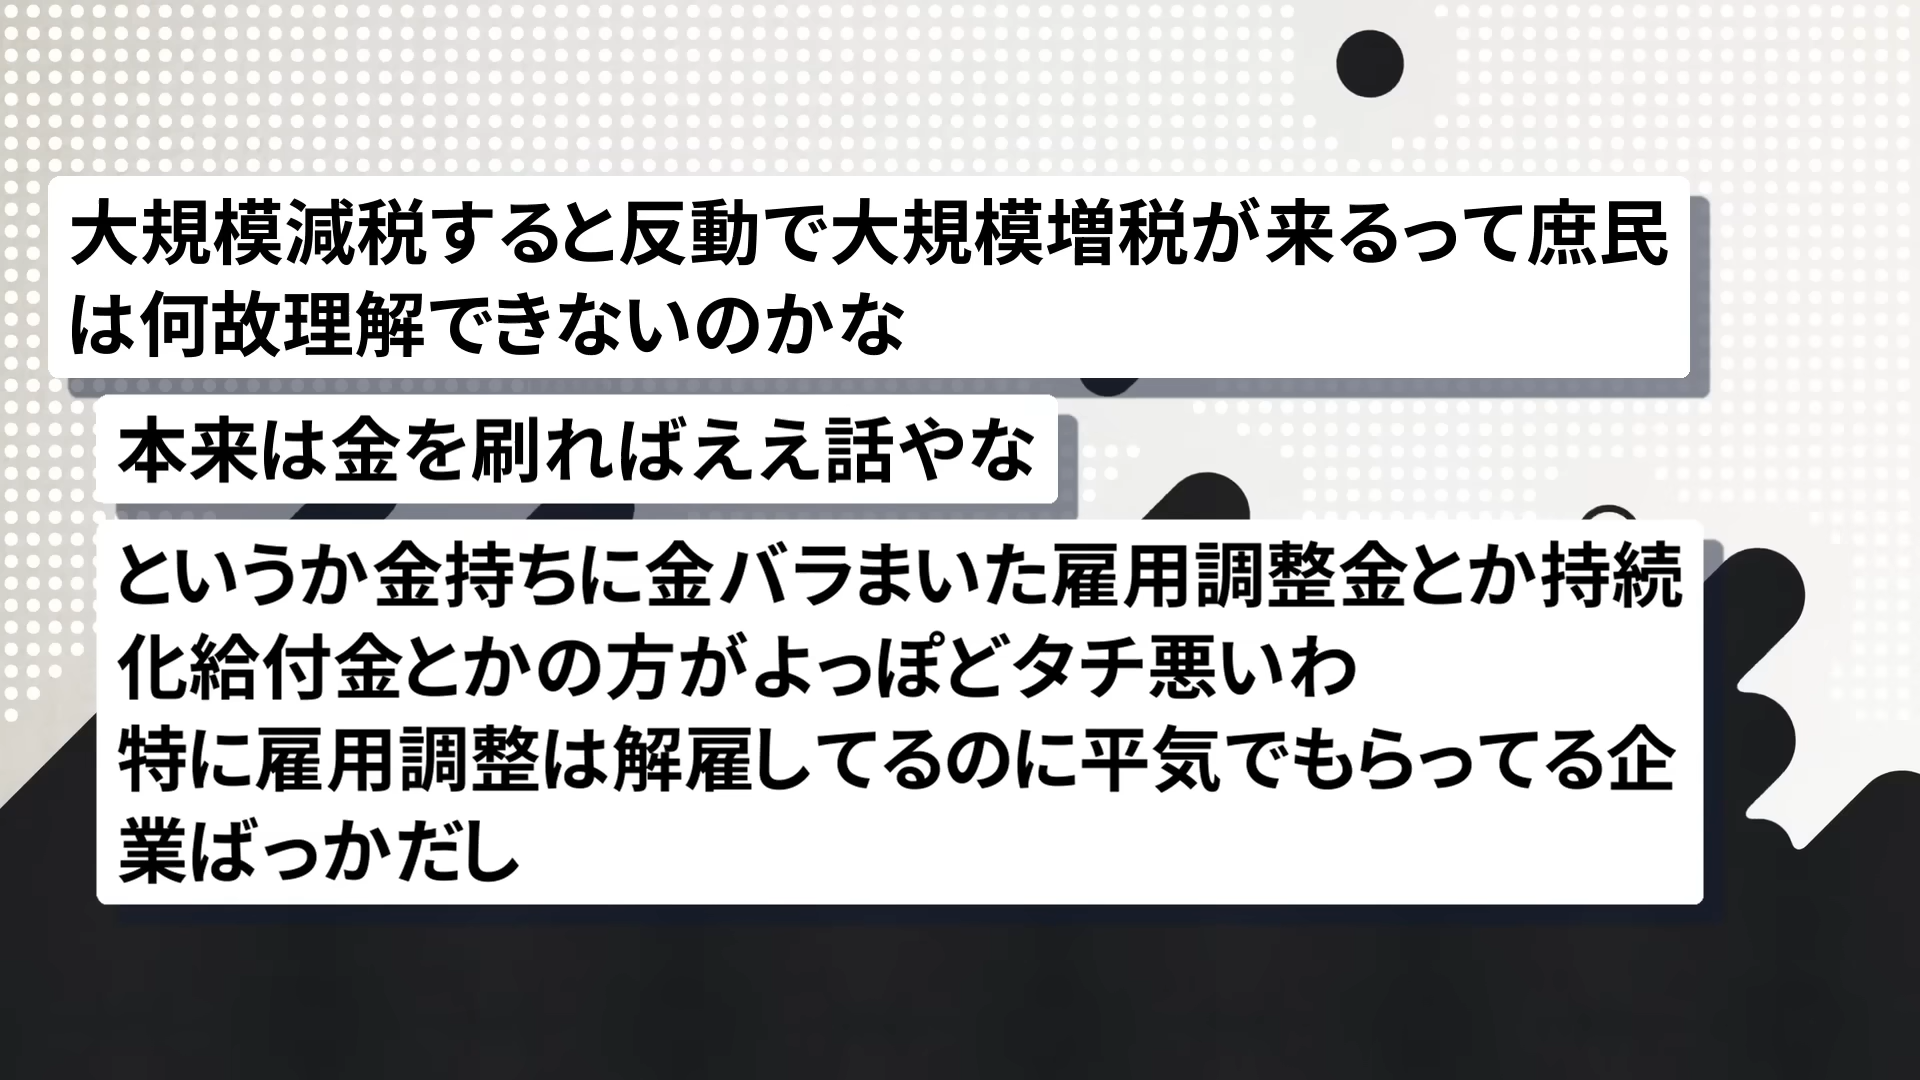 大規模減税すると反動で大規模増税が来るって庶民
は何故理解できないのかな
本来は金を刷ればええ話やな
というか金持ちに金バラまいた雇用調整金とか持続
化給付金とかの方がよっぽどタチ悪いわ
特に雇用調整は解雇してるのに平気でもらってる企
業ばっかだし